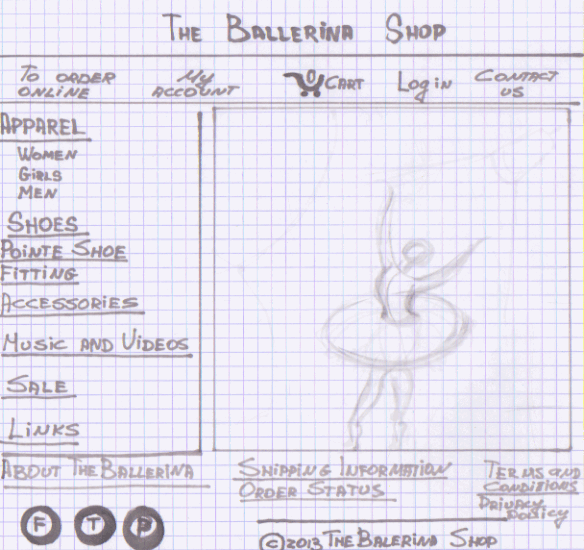 THE BALLERINA SHOP
TO ORDER
ONLINE
My
ACCOUNT
0
CART
Log in
CONTACT
US
APPAREL
WOMEN
GIRLS
MEN
SHOES
POINTE SHOE
FITTING
ACCESSORIES
MUSIC AND VIDEOS
SALE
LINKS
ABOUT THE BALLERINA
SHIPPING INFORMATION
ORDER STATUS
TERMS AND
CONDITIONS
PRIVACY
POLICY
F T P
© 2013 THE BALERINA SHOP